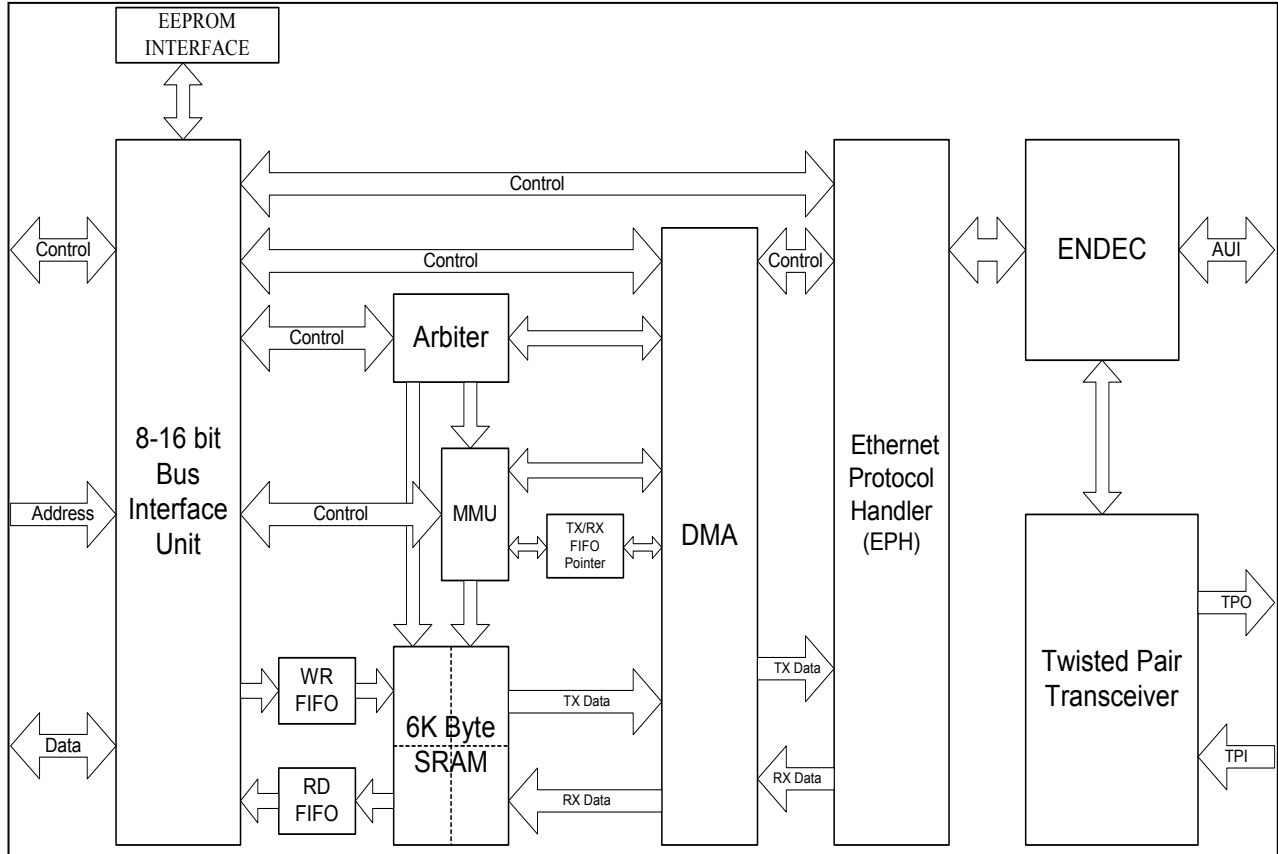 EEPROM
INTERFACE
Control
Control
Control
Control
AUI
ENDEC
Control
Arbiter
8-16 bit
Bus
Interface
Unit
Address
Control
MMU
TX/RX
FIFO
Pointer
DMA
Ethernet
Protocol
Handler
(EPH)
TPO
Twisted Pair
Transceiver
TPI
WR
FIFO
TX Data
TX Data
6K Byte
SRAM
Data
RD
FIFO
RX Data
RX Data